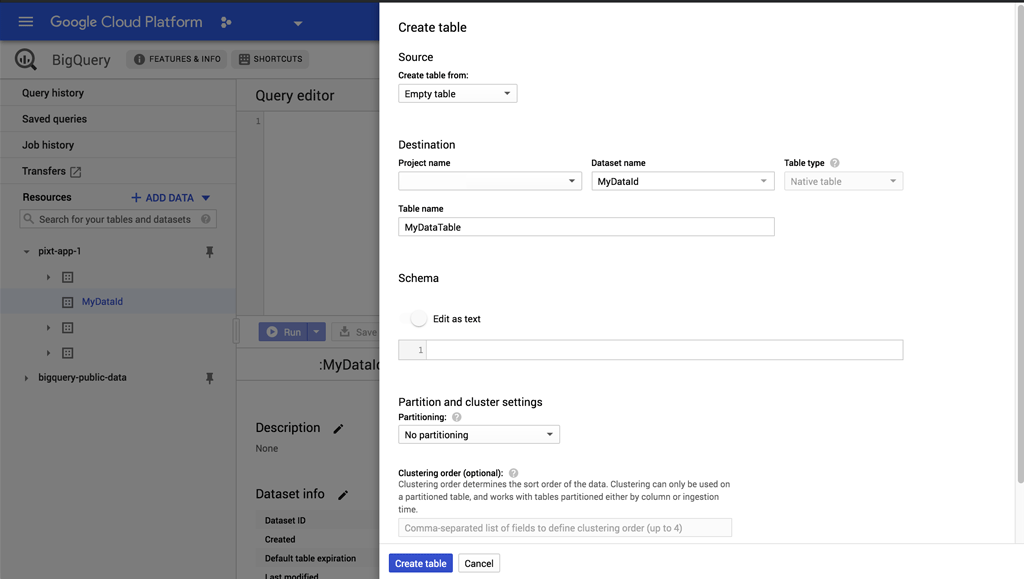 Google Cloud Platform
BigQuery
FEATURES & INFO
SHORTCUTS
Query history
Saved queries
Job history
Transfers
Resources
+ ADD DATA
Search for your tables and datasets
pixt-app-1
MyDataId
bigquery-public-data
Query editor
1
Run
Save
:MyDataId
Description
None
Dataset info
Dataset ID
Created
Default table expiration
Last modified
Create table
Source
Create table from:
Empty table
Destination
Project name
Dataset name
Table type
MyDataId
Native table
Table name
MyDataTable
Schema
Edit as text
1
Partition and cluster settings
Partitioning:
No partitioning
Clustering order (optional):
Clustering order determines the sort order of the data. Clustering can only be used on
a partitioned table, and works with tables partitioned either by column or ingestion
time.
Comma-separated list of fields to define clustering order (up to 4)
Create table
Cancel